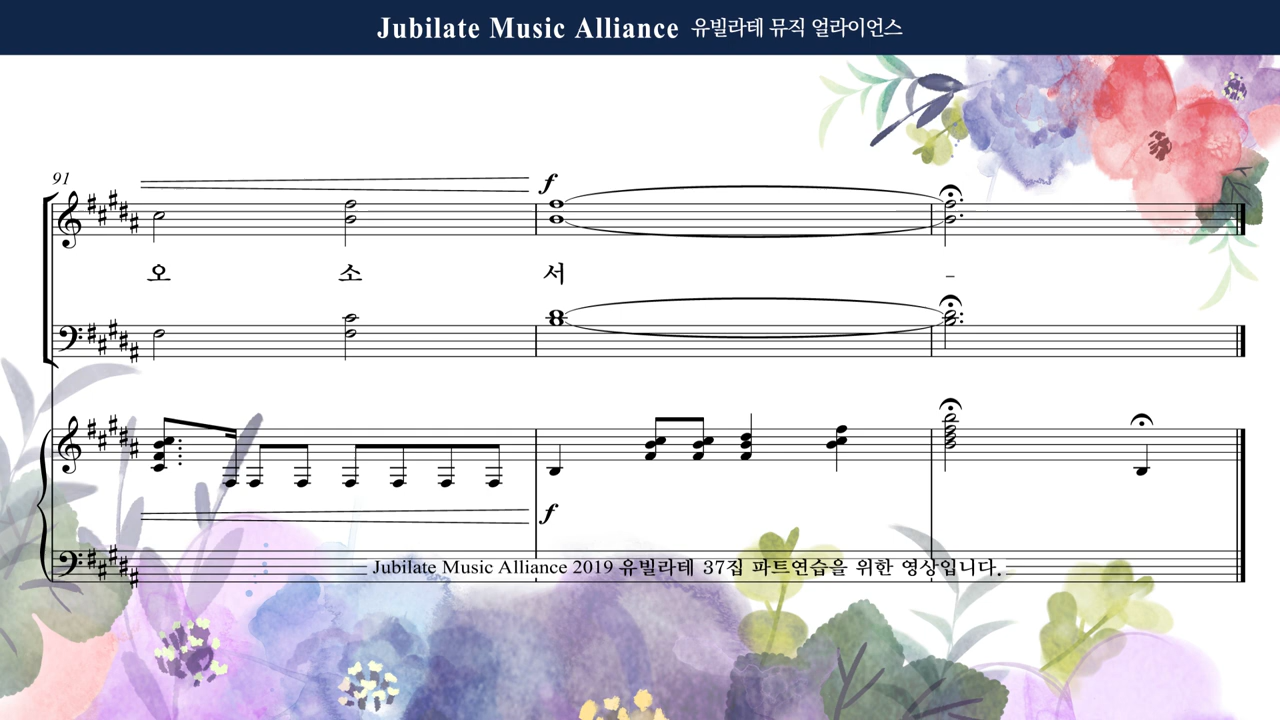 Jubilate Music Alliance 유빌라테 뮤직 얼라이언스
91
f
오 소 서 -
f
Jubilate Music Alliance 2019 유빌라테 37집 파트연습을 위한 영상입니다.